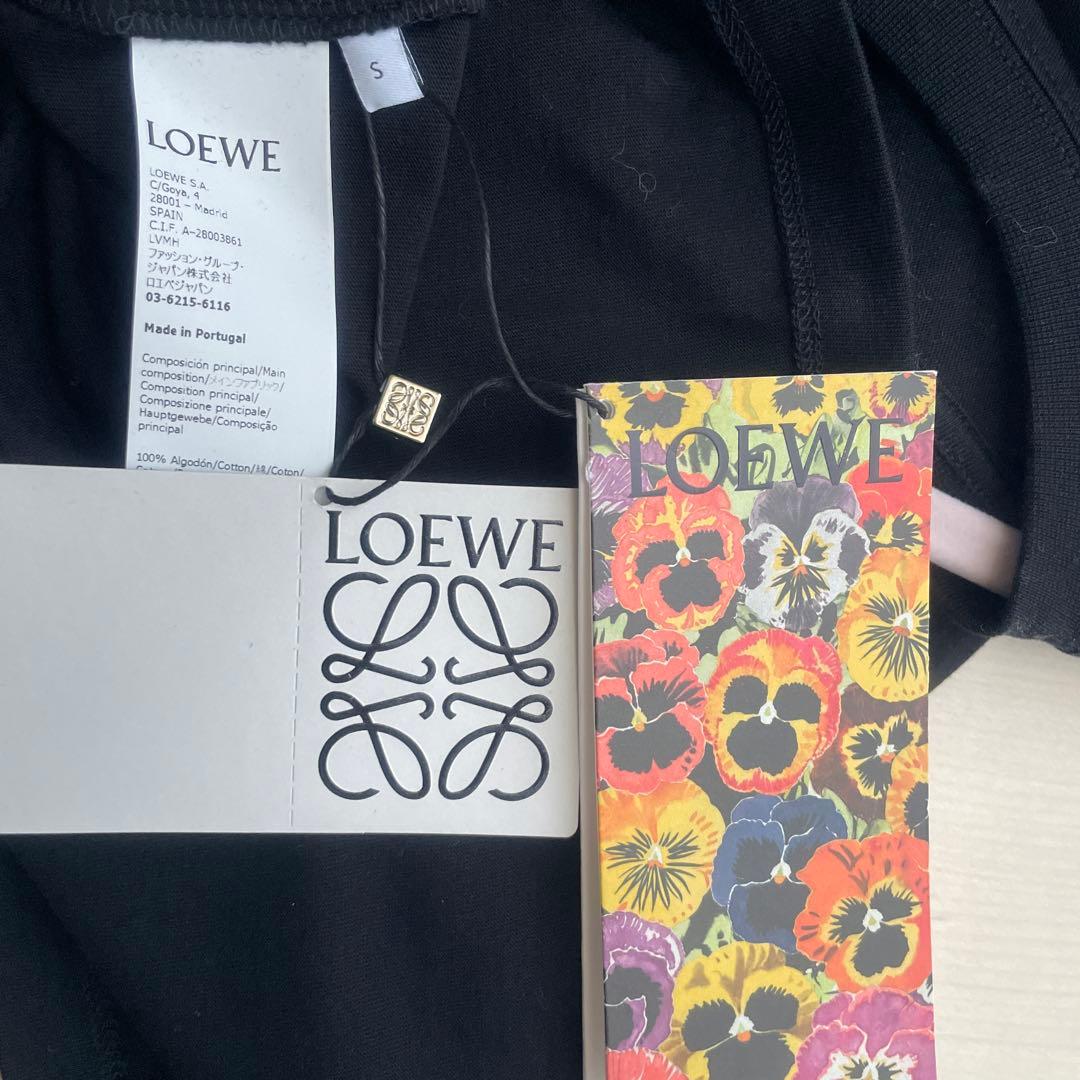 LOEWE
LOEWE S.A.
C/Goya, 4
28001 – Madrid
SPAIN
C.I.F. A-28003861
LVMH
ファッション・グループ・
ジャパン株式会社
ロエベジャパン
03-6215-6116
Made in Portugal
Composición principal/Main
composition/メインファブリック/
Composition principal/
Composizione principale/
Hauptgewebe/Composição
principal
100% Algodón/Cotton/綿/Coton/
S
LOEWE
LOEWE